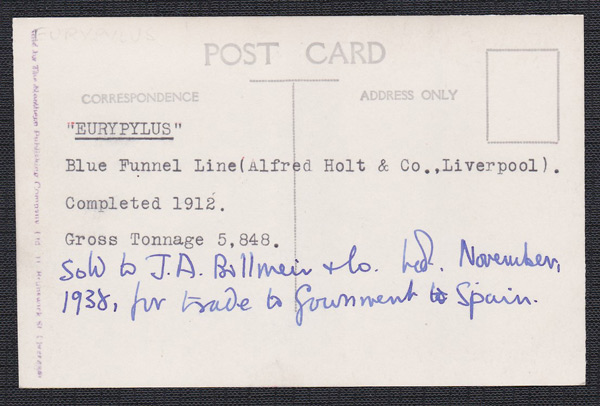 EURYPYLUS
POST CARD
CORRESPONDENCE
ADDRESS ONLY
"EURYPYLUS"
Blue Funnel Line(Alfred Holt & Co.,Liverpool).
Completed 1912.
Gross Tonnage 5,848.
Sold to J.A. Billmeir & Co. Ltd. November,
1938, for trade to Government to Spain.